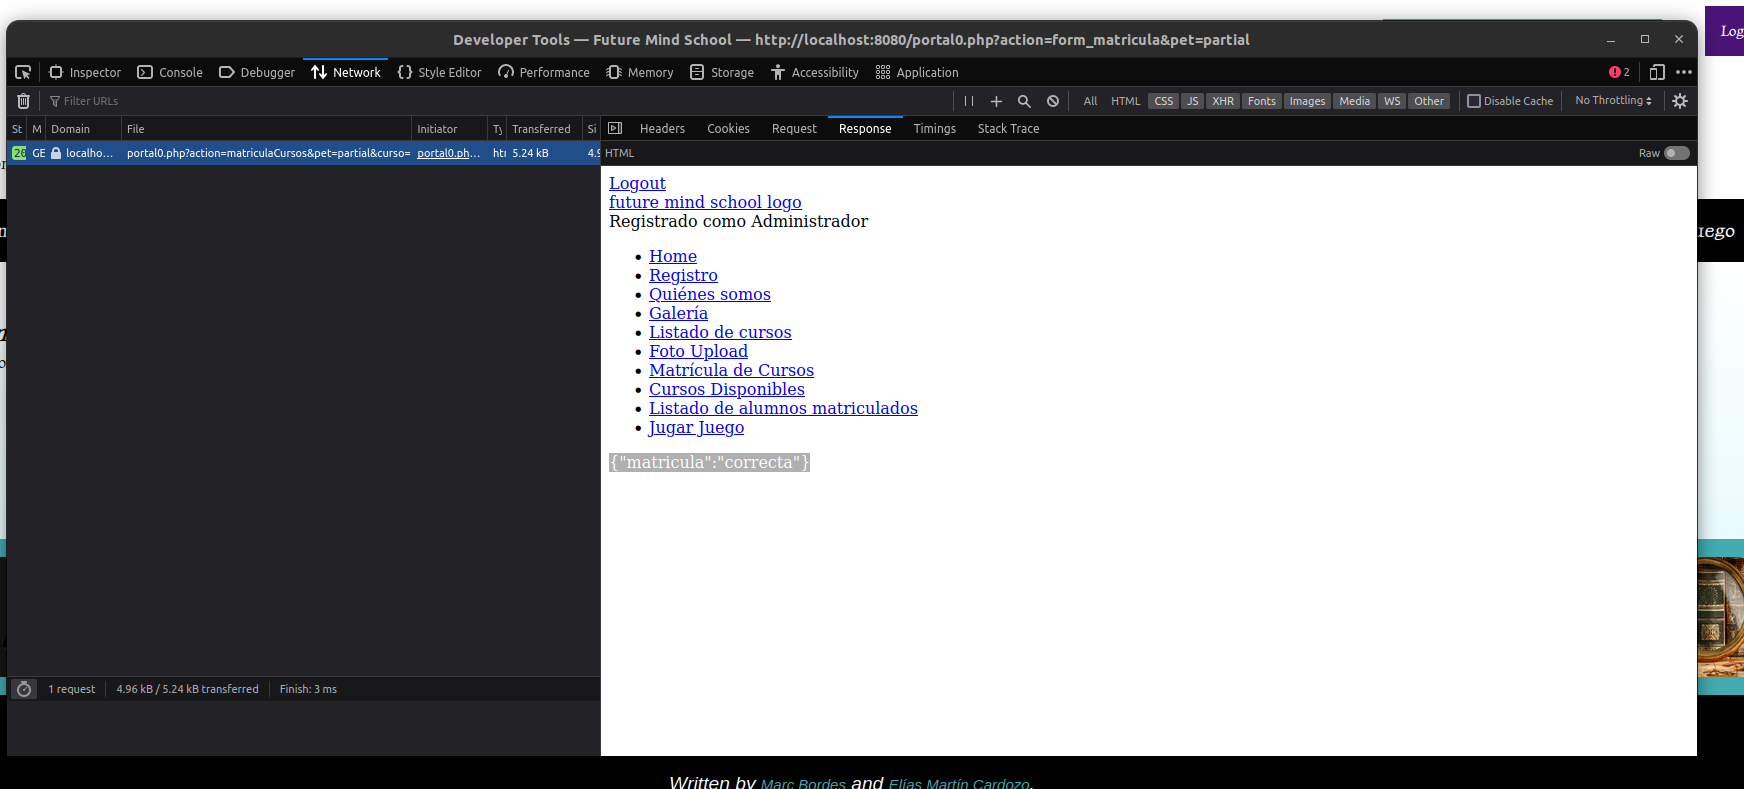 Log
Developer Tools — Future Mind School — http://localhost:8080/portal0.php?action=form_matricula&pet=partial
Inspector Console Debugger Network Style Editor Performance Memory Storage Accessibility Application 2
Filter URLs All HTML CSS JS XHR Fonts Images Media WS Other Disable Cache No Throttling
St M Domain File Initiator Ty Transferred Si
Headers Cookies Request Response Timings Stack Trace
20 GE localho... portal0.php?action=matriculaCursos&pet=partial&curso= portal0.ph... htt 5.24 kB 4.9
HTML Raw
Logout
future mind school logo
Registrado como Administrador
Home
Registro
Quiénes somos
Galería
Listado de cursos
Foto Upload
Matrícula de Cursos
Cursos Disponibles
Listado de alumnos matriculados
Jugar Juego
{"matricula":"correcta"}
uego
1 request 4.96 kB / 5.24 kB transferred Finish: 3 ms
Written by Marc Bordes and Elías Martín Cardozo.